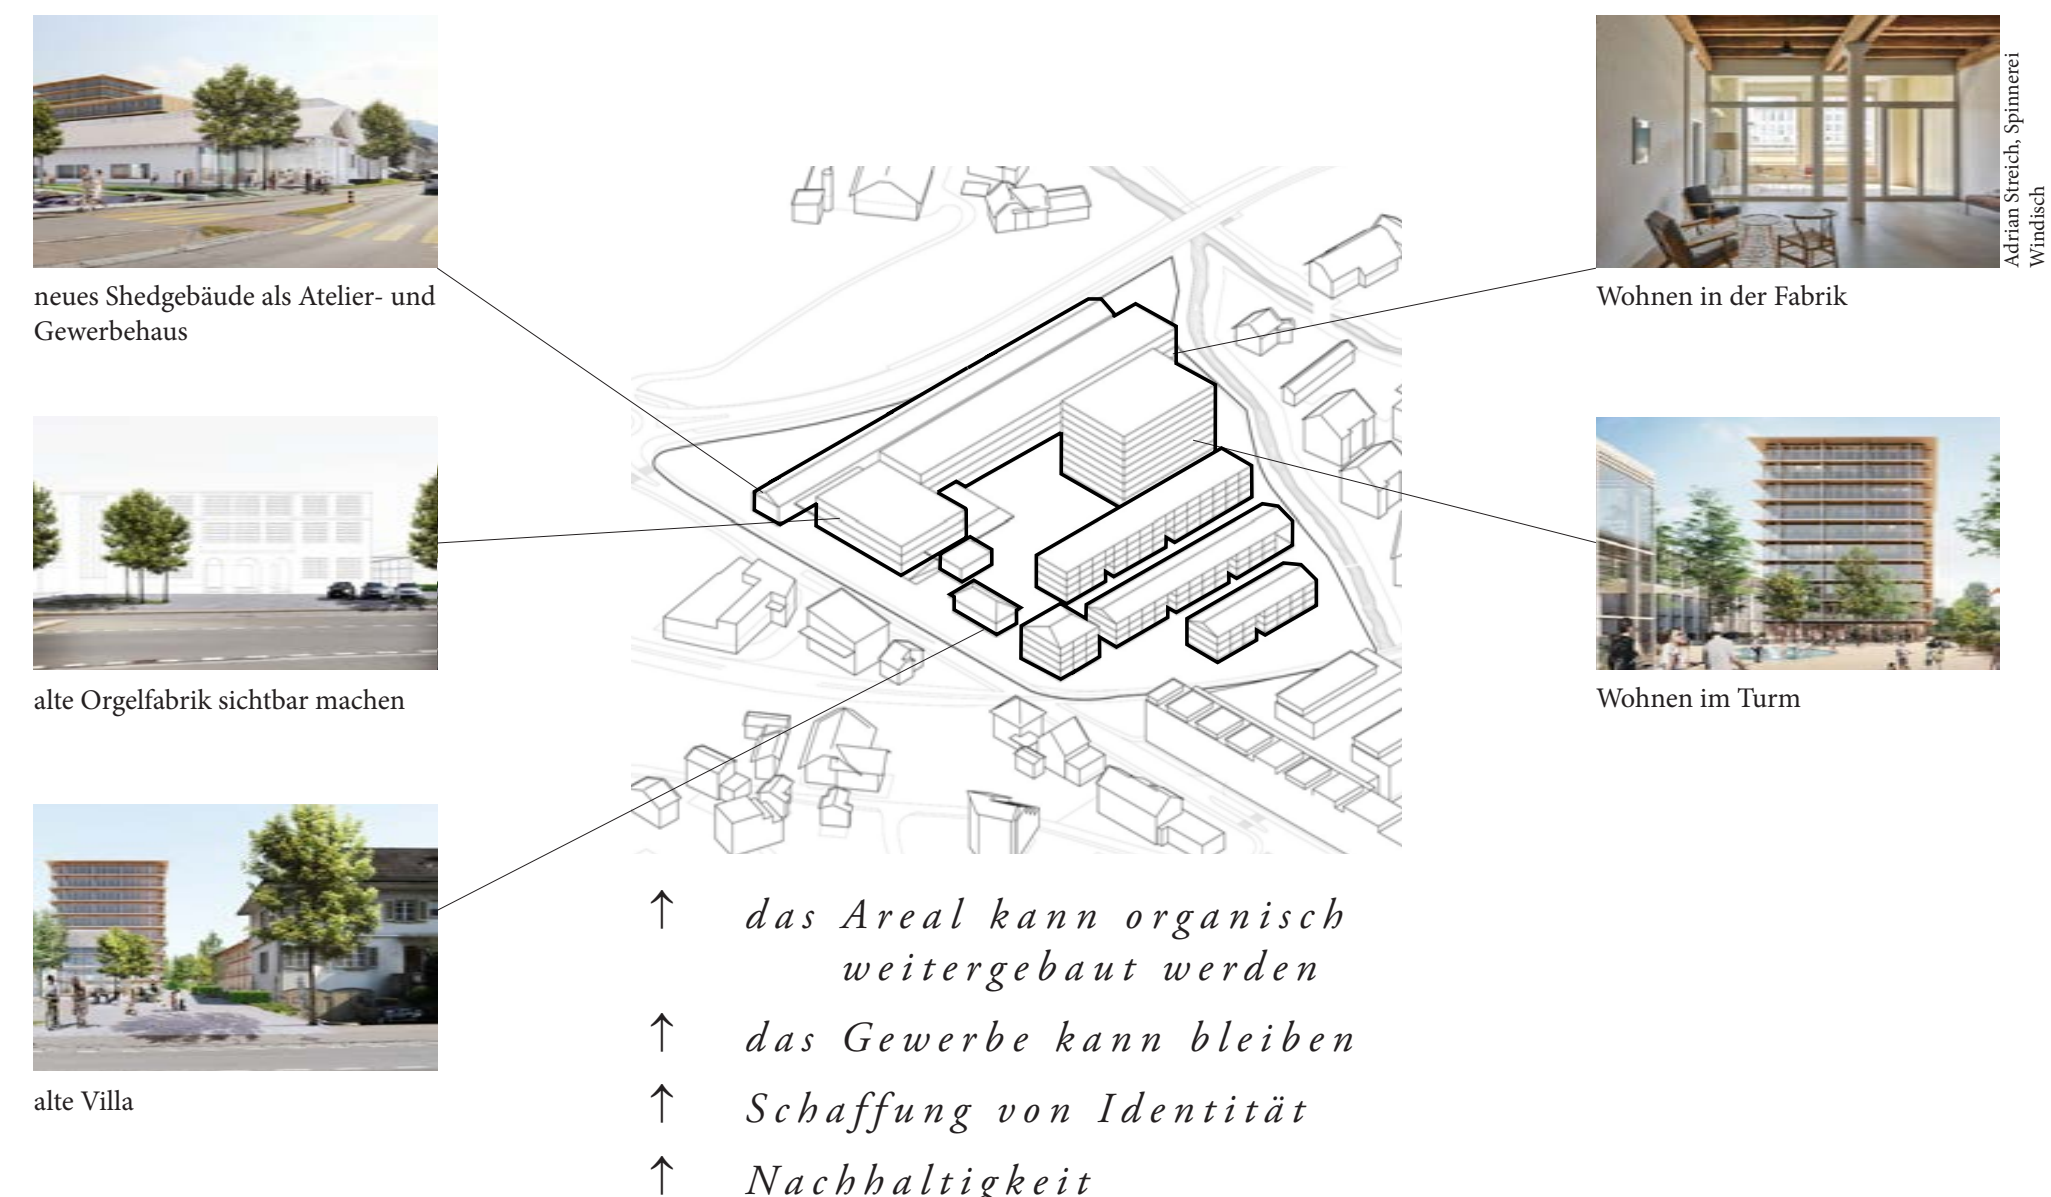 neues Shedgebäude als Atelier- und
Gewerbehaus
alte Orgelfabrik sichtbar machen
alte Villa
Adrian Streich, Spinnerei
Windisch
Wohnen in der Fabrik
Wohnen im Turm
↑ das Areal kann organisch
weitergebaut werden
↑ das Gewerbe kann bleiben
↑ Schaffung von Identität
↑ Nachhaltigkeit